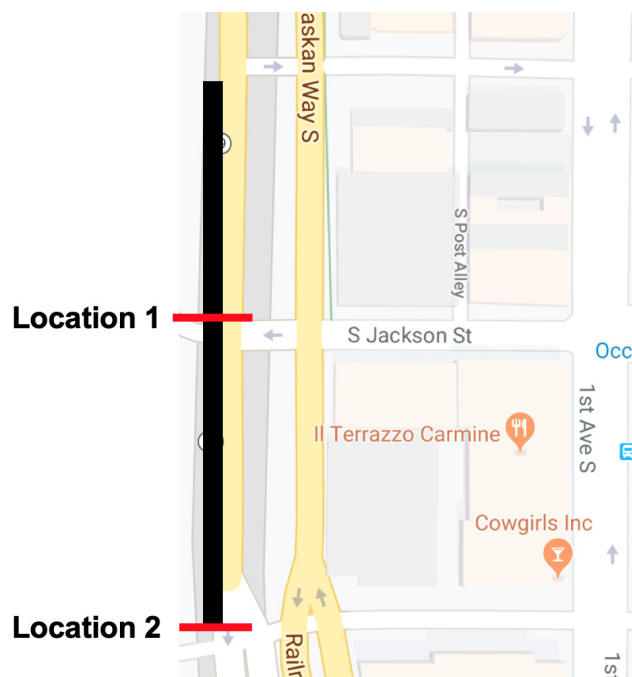 askan Way S
S Post Alley
Location 1
S Jackson St
Occ
1st Ave S
Il Terrazzo Carmine
Cowgirls Inc
Location 2
Railr
1s